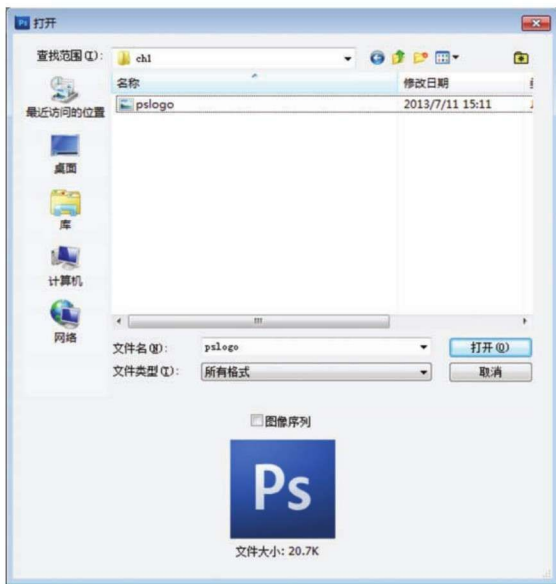 Ps 打开
查找范围(I): ch1
名称 修改日期
pslogo 2013/7/11 15:11
最近访问的位置
桌面
库
计算机
网络
文件名(N): pslogo 打开(O)
文件类型(T): 所有格式 取消
图像序列
Ps
文件大小: 20.7K